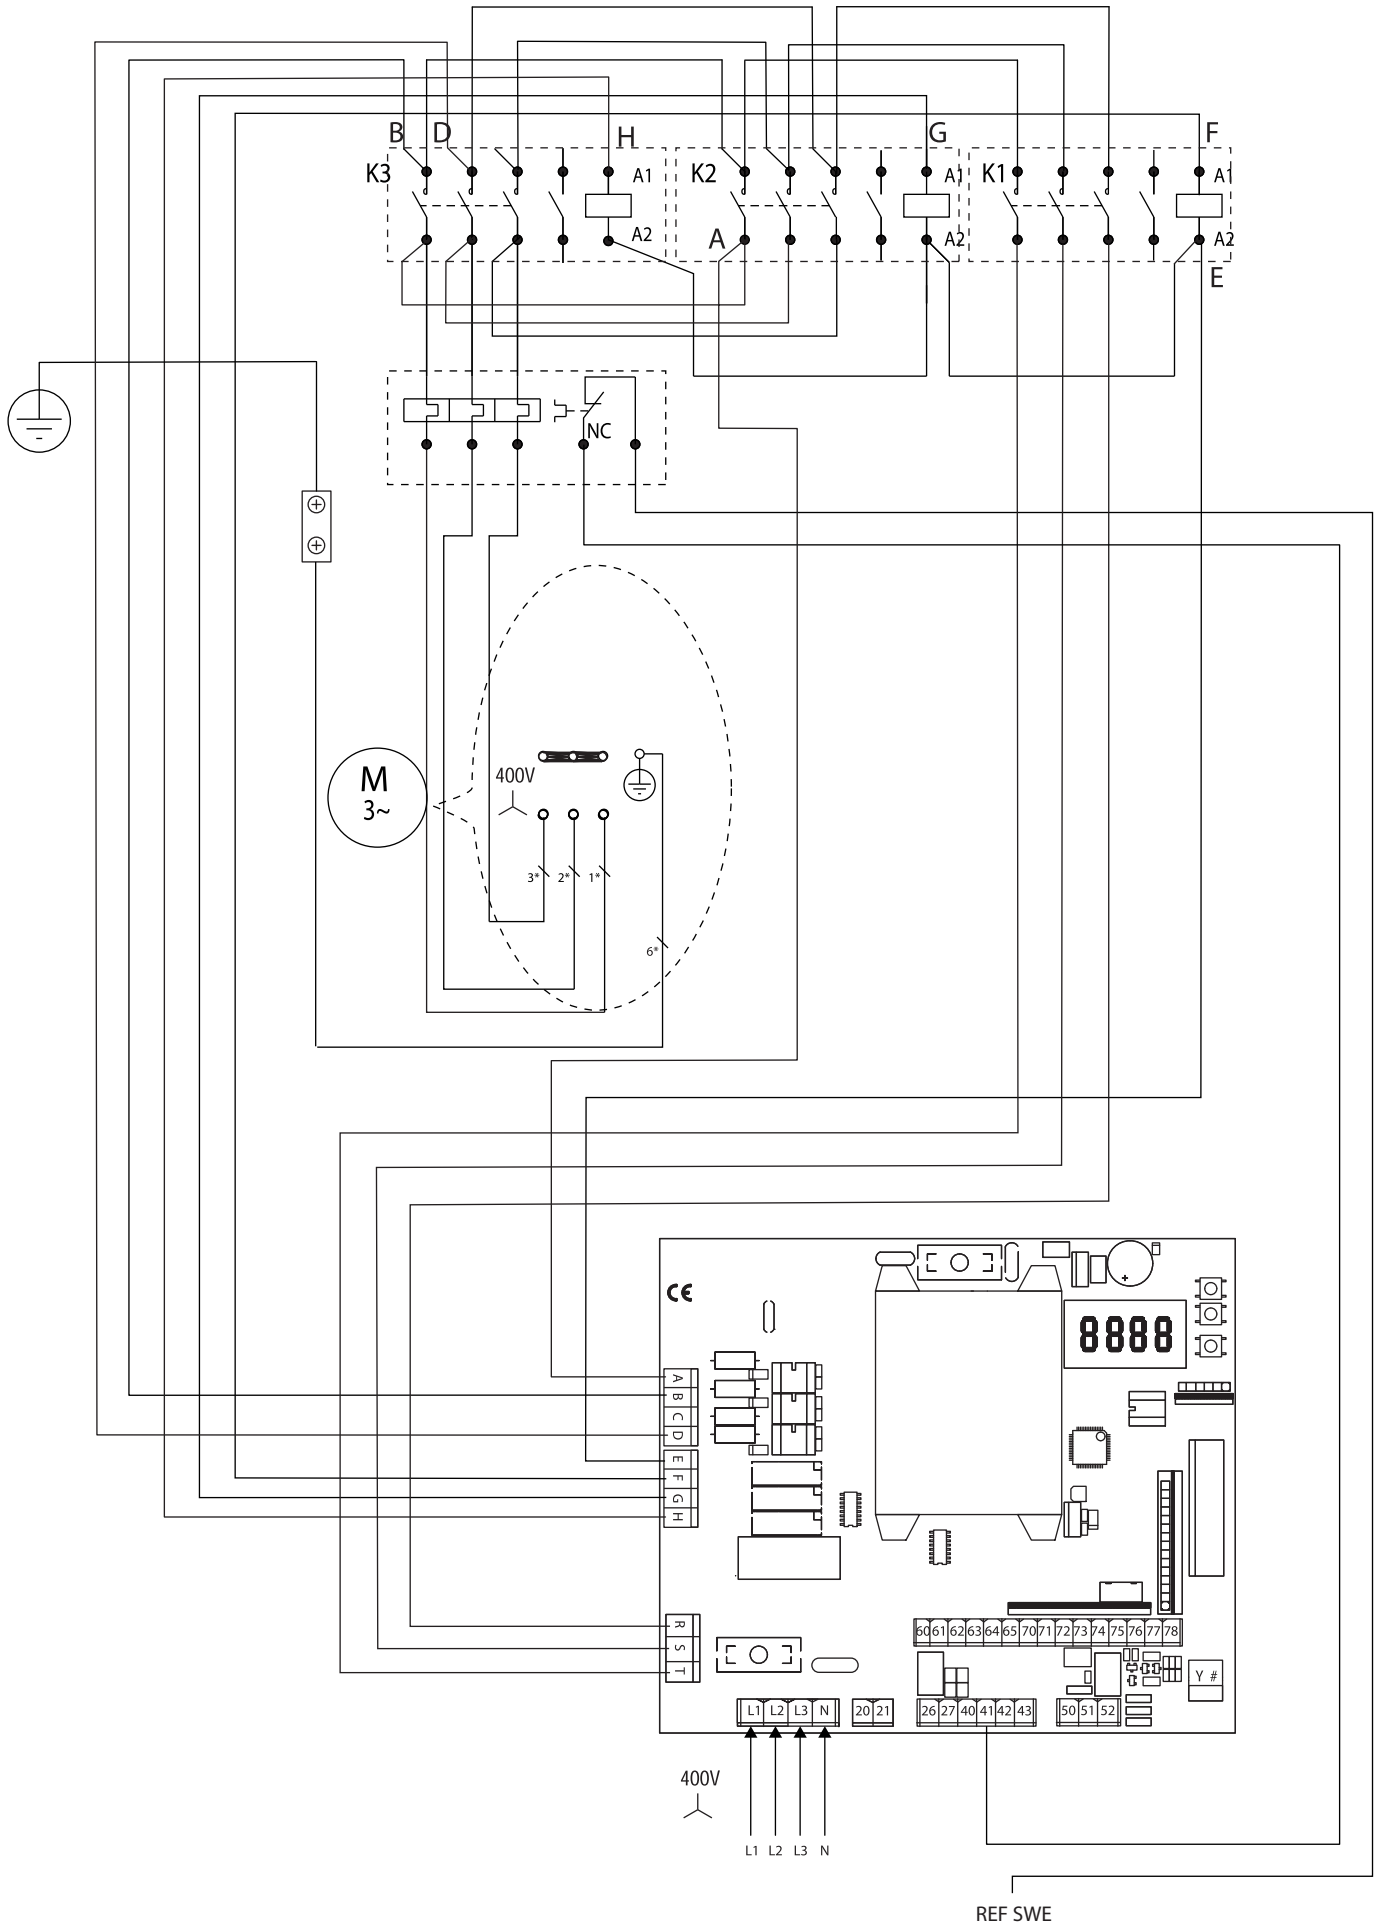 B D H G F
K3 A1 K2 A1 K1 A1
A2 A A2 A2
E
NC
M
3~
400V
3* 2* 1*
6*
CE
8888
A
B
C
D
E
F
G
H
R
S
T
60 61 62 63 64 65 70 71 72 73 74 75 76 77 78
Y #
L1 L2 L3 N 20 21 26 27 40 41 42 43 50 51 52
400V
L1 L2 L3 N
REF SWE